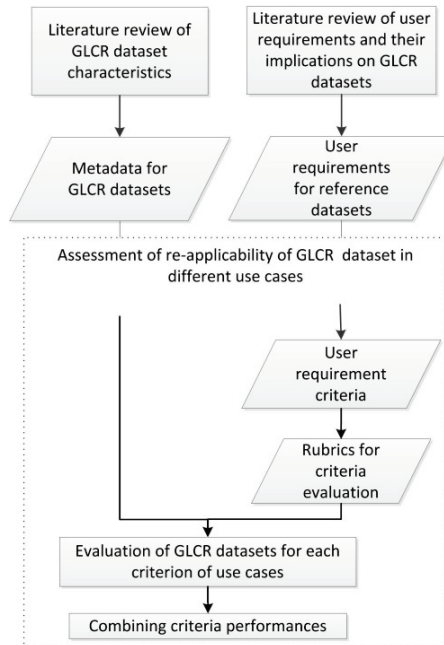 Literature review of
GLCR dataset
characteristics
Literature review of user
requirements and their
implications on GLCR
datasets
Metadata for
GLCR datasets
User
requirements
for reference
datasets
Assessment of re-applicability of GLCR dataset in
different use cases
User
requirement
criteria
Rubrics for
criteria
evaluation
Evaluation of GLCR datasets for each
criterion of use cases
Combining criteria performances